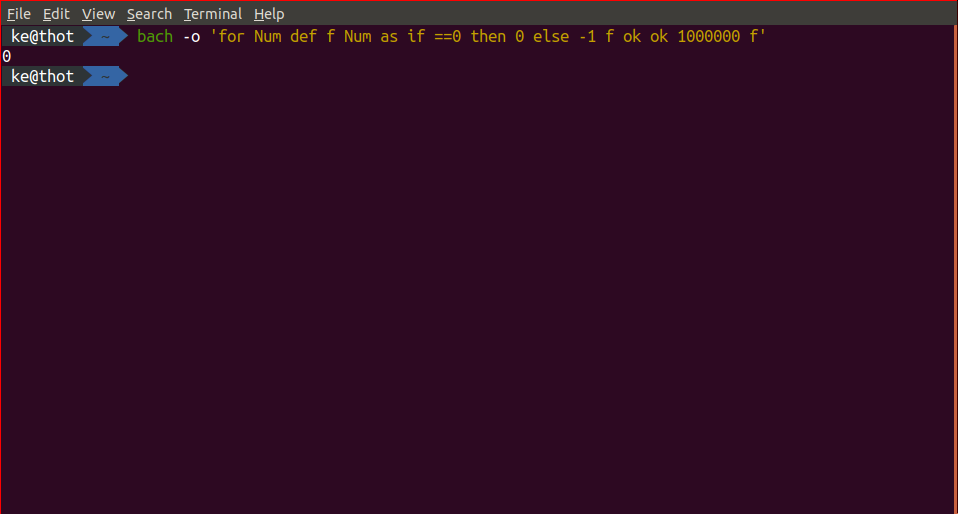 File Edit View Search Terminal Help
ke@thot ~ bach -o 'for Num def f Num as if ==0 then 0 else -1 f ok ok 1000000 f'
0
ke@thot ~